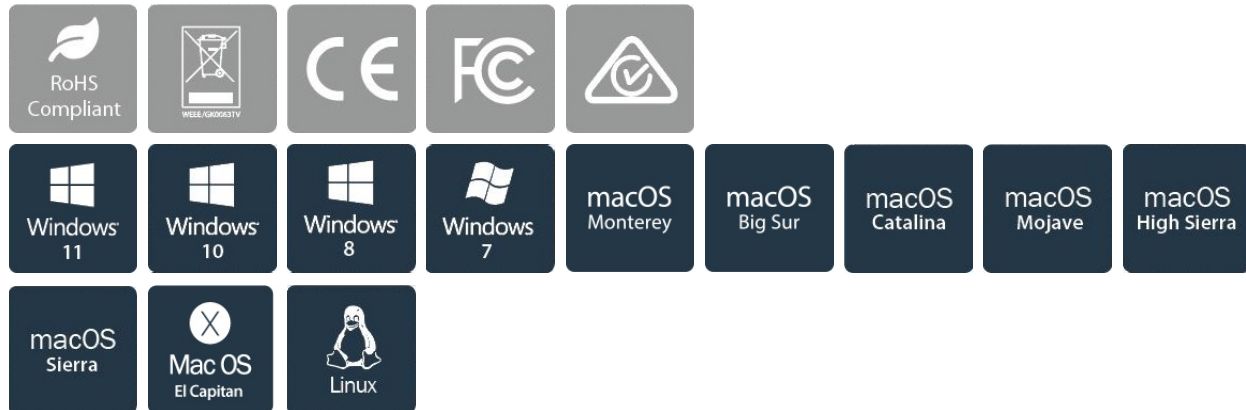 RoHS
Compliant
WEEE/GK0063TV
CE
FC
Windows
11
Windows
10
Windows
8
Windows
7
macOS
Monterey
macOS
Big Sur
macOS
Catalina
macOS
Mojave
macOS
High Sierra
macOS
Sierra
X
Mac OS
El Capitan
Linux